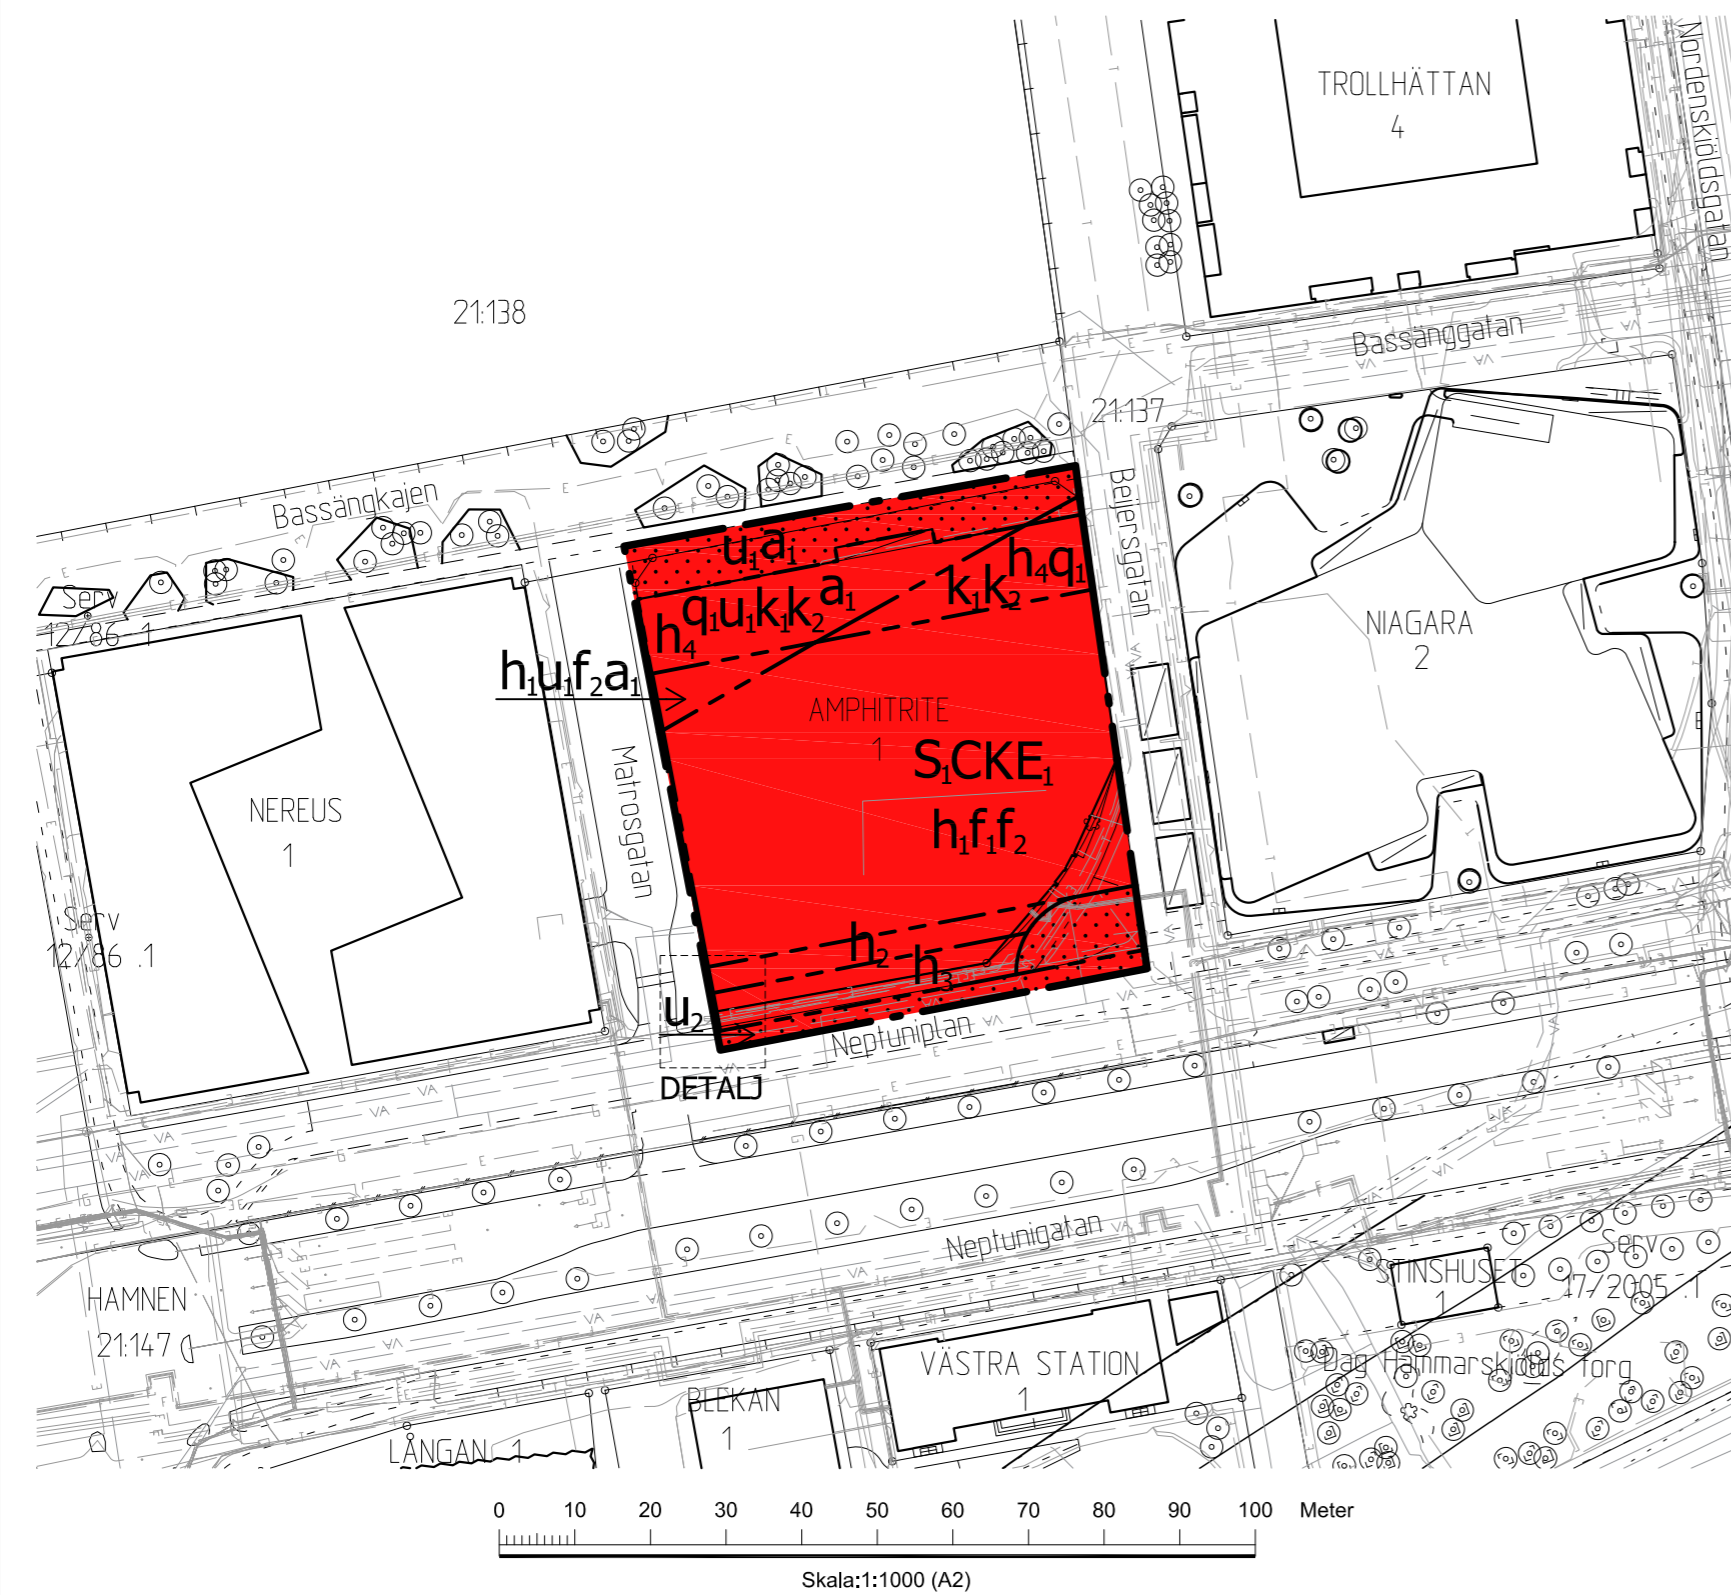 TROLLHÄTTAN
4
Nordenskiöldsgatan
21:138
Bassänggatan
21:137
Bassängkajen
Beijersgatan
u₁a₁
h₄q₁
k₁k₂
a₁
q₁u₁k₁k₂
h₄
Serv
12/86 .1
NIAGARA
2
h₁u₁f₂a₁
AMPHITRITE
1
S₁CKE₁
h₁f₁f₂
Matrosgatan
NEREUS
1
Serv
12/86 .1
h₂
h₃
u₂
Neptuniplan
DETALJ
Neptunigatan
Serv
17/2005 .1
STINSHUSET
1
HAMNEN
21:147
VÄSTRA STATION
1
Dag Hammarskjölds torg
BLEKAN
1
LÅNGAN 1
0 10 20 30 40 50 60 70 80 90 100 Meter
Skala:1:1000 (A2)